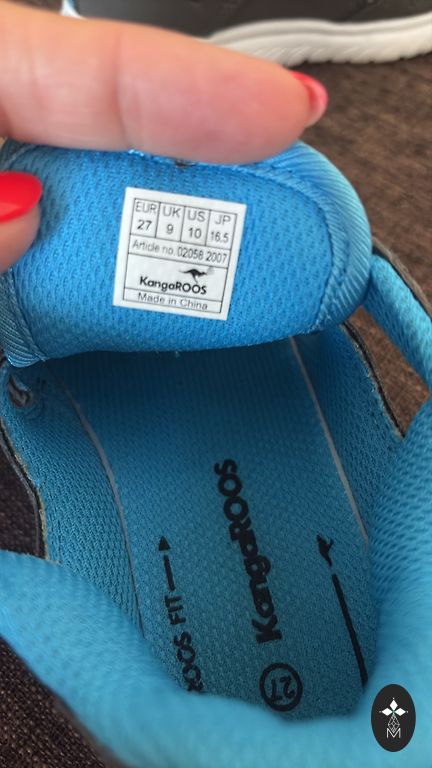 EUR UK US JP
27 9 10 16.5
Article no. 02058 2007
KangaROOS
Made in China
KangaROOS
ROOS FIT
27
M